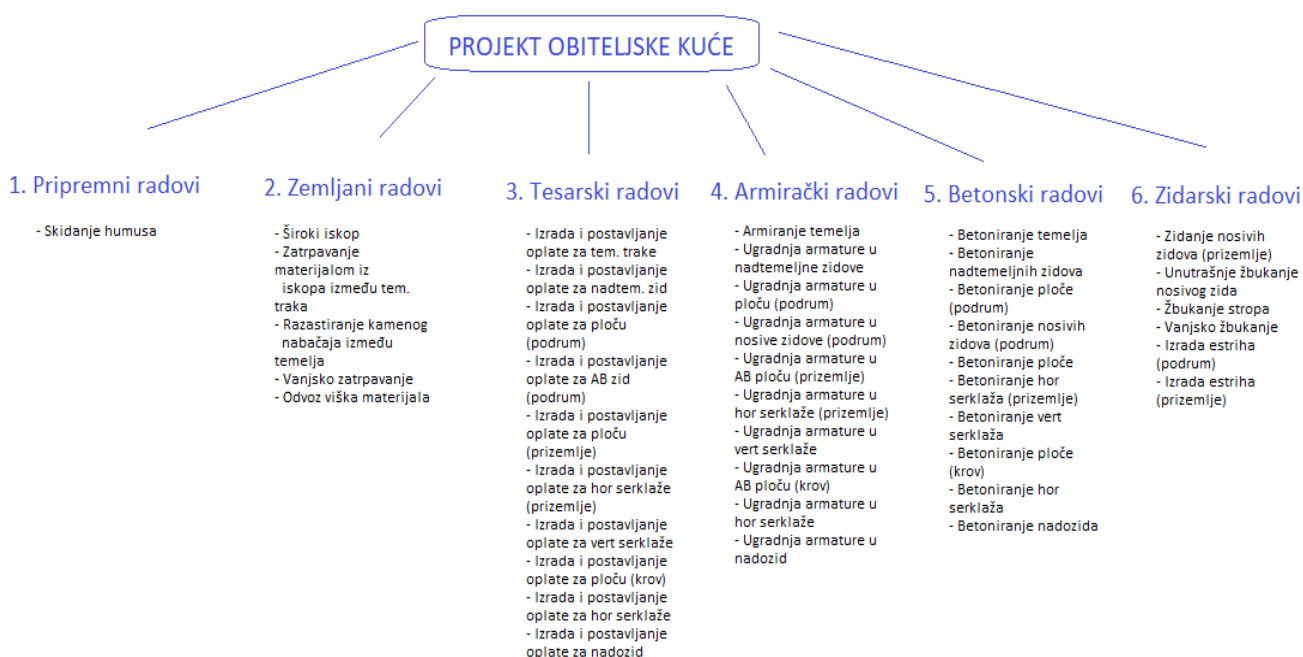 PROJEKT OBITELJSKE KUĆE
1. Pripremni radovi
- Skidanje humusa
2. Zemljani radovi
- Široki iskop
- Zatrpavanje
materijalom iz
iskopa između tem.
traka
- Razastiranje kamenog
nabačaja između
temelja
- Vanjsko zatrpavanje
- Odvoz viška materijala
3. Tesarski radovi
- Izrada i postavljanje
oplate za tem. trake
- Izrada i postavljanje
oplate za nadtem. zid
- Izrada i postavljanje
oplate za ploču
(podrum)
- Izrada i postavljanje
oplate za AB zid
(podrum)
- Izrada i postavljanje
oplate za ploču
(prizemlje)
- Izrada i postavljanje
oplate za hor serklaže
(prizemlje)
- Izrada i postavljanje
oplate za vert serklaže
- Izrada i postavljanje
oplate za ploču (krov)
- Izrada i postavljanje
oplate za hor serklaže
- Izrada i postavljanje
oplate za nadozid
4. Armirački radovi
- Armiranje temelja
- Ugradnja armature u
nadtemeljne zidove
- Ugradnja armature u
ploču (podrum)
- Ugradnja armature u
nosive zidove (podrum)
- Ugradnja armature u
AB ploču (prizemlje)
- Ugradnja armature u
hor serklaže (prizemlje)
- Ugradnja armature u
vert serklaže
- Ugradnja armature u
AB ploču (krov)
- Ugradnja armature u
hor serklaže
- Ugradnja armature u
nadozid
5. Betonski radovi
- Betoniranje temelja
- Betoniranje
nadtemeljnih zidova
- Betoniranje ploče
(podrum)
- Betoniranje nosivih
zidova (podrum)
- Betoniranje ploče
- Betoniranje hor
serklaža (prizemlje)
- Betoniranje vert
serklaža
- Betoniranje ploče
(krov)
- Betoniranje hor
serklaža
- Betoniranje nadozida
6. Zidarski radovi
- Zidanje nosivih
zidova (prizemlje)
- Unutrašnje žbukanje
nosivog zida
- Žbukanje stropa
- Vanjsko žbukanje
- Izrada estriha
(podrum)
- Izrada estriha
(prizemlje)